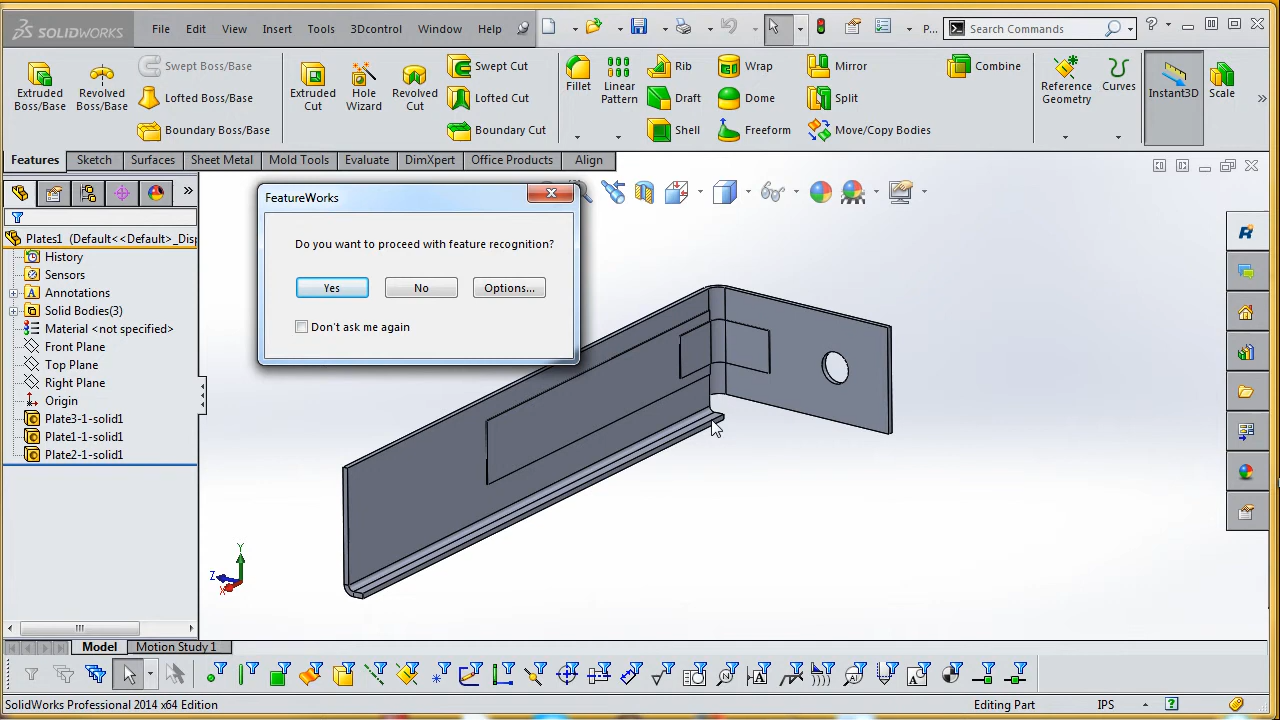 SOLIDWORKS File Edit View Insert Tools 3Dcontrol Window Help P... Search Commands ?
Extruded Boss/Base
Revolved Boss/Base
Swept Boss/Base
Lofted Boss/Base
Boundary Boss/Base
Extruded Cut
Hole Wizard
Revolved Cut
Swept Cut
Lofted Cut
Boundary Cut
Fillet
Linear Pattern
Rib
Draft
Shell
Wrap
Dome
Freeform
Mirror
Split
Move/Copy Bodies
Combine
Reference Geometry
Curves
Instant3D
Scale
Features Sketch Surfaces Sheet Metal Mold Tools Evaluate DimXpert Office Products Align
Plates1 (Default<<Default>_Disp
History
Sensors
Annotations
Solid Bodies(3)
Material <not specified>
Front Plane
Top Plane
Right Plane
Origin
Plate3-1-solid1
Plate1-1-solid1
Plate2-1-solid1
FeatureWorks
Do you want to proceed with feature recognition?
Yes No Options...
Don't ask me again
Y
Z
X
Model Motion Study 1
SolidWorks Professional 2014 x64 Edition Editing Part IPS ?